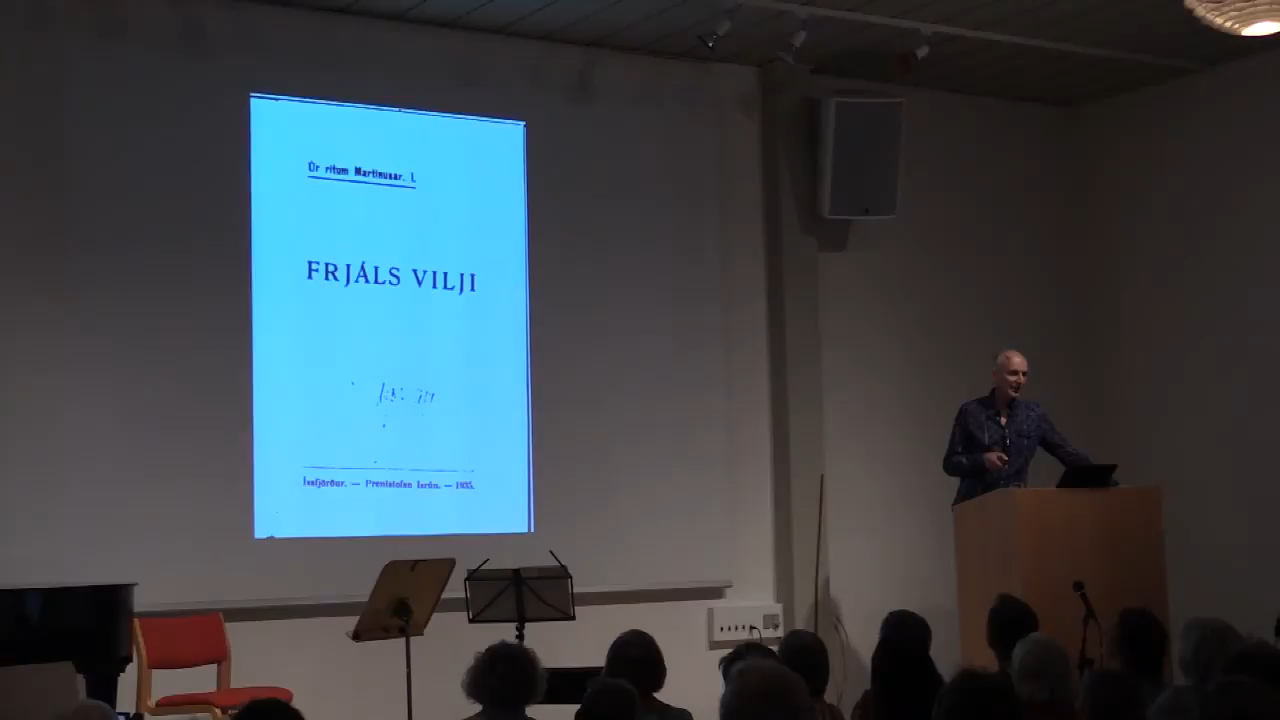 Úr ritum Martinusar. I.
FRJÁLS VILJI
Ísafjörður. — Prentstofan Ísrún. — 1935.